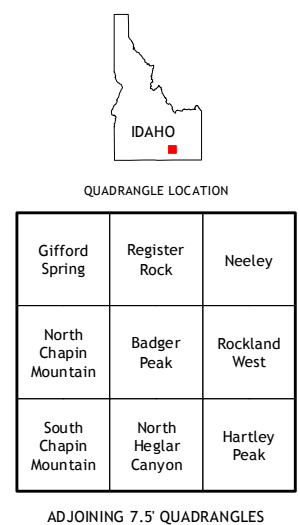 IDAHO
QUADRANGLE LOCATION
Gifford
Spring
Register
Rock
Neeley
North
Chapin
Mountain
Badger
Peak
Rockland
West
South
Chapin
Mountain
North
Heglar
Canyon
Hartley
Peak
ADJOINING 7.5' QUADRANGLES